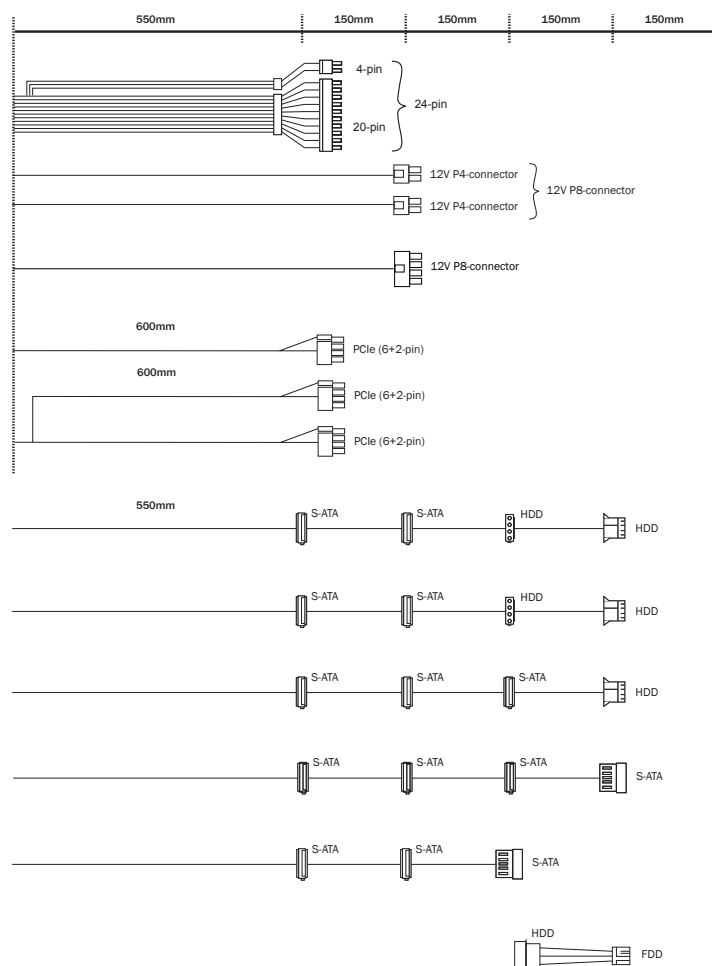 550mm 150mm 150mm 150mm 150mm
4-pin
24-pin
20-pin
12V P4-connector
12V P8-connector
12V P4-connector
12V P8-connector
600mm
PCIe (6+2-pin)
600mm
PCIe (6+2-pin)
PCIe (6+2-pin)
550mm
S-ATA S-ATA HDD
HDD
S-ATA S-ATA HDD
HDD
S-ATA S-ATA S-ATA
HDD
S-ATA S-ATA S-ATA
S-ATA
S-ATA S-ATA
S-ATA
HDD
FDD